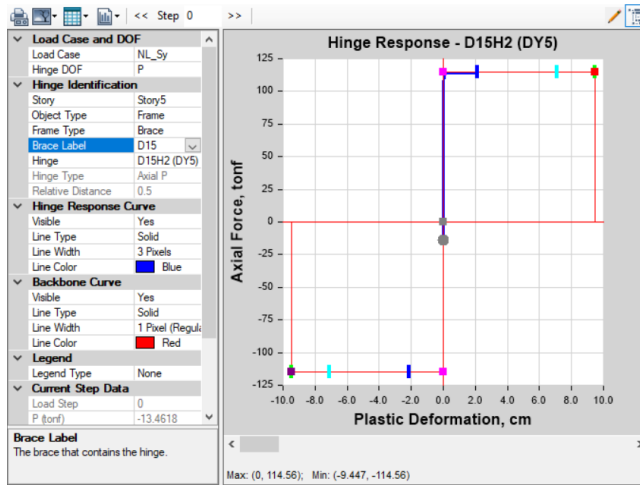 << Step 0 >>
Load Case and DOF
Load Case NL_Sy
Hinge DOF P
Hinge Identification
Story Story5
Object Type Frame
Frame Type Brace
Brace Label D15
Hinge D15H2 (DY5)
Hinge Type Axial P
Relative Distance 0.5
Hinge Response Curve
Visible Yes
Line Type Solid
Line Width 3 Pixels
Line Color Blue
Backbone Curve
Visible Yes
Line Type Solid
Line Width 1 Pixel (Regula
Line Color Red
Legend
Legend Type None
Current Step Data
Load Step 0
P (tonf) -13.4618
Brace Label
The brace that contains the hinge.
Hinge Response - D15H2 (DY5)
Axial Force, tonf
125
100
75
50
25
0
-25
-50
-75
-100
-125
-10.0 -8.0 -6.0 -4.0 -2.0 0.0 2.0 4.0 6.0 8.0 10.0
Plastic Deformation, cm
Max: (0, 114.56); Min: (-9.447, -114.56)